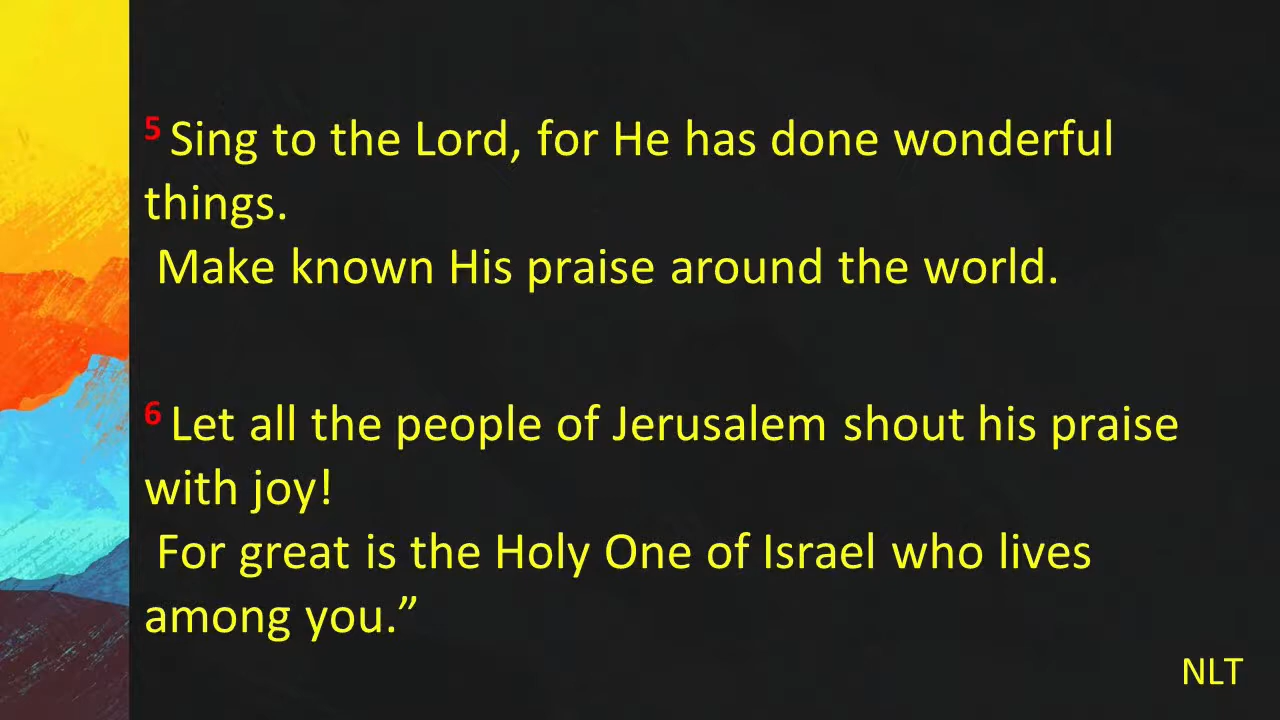 5 Sing to the Lord, for He has done wonderful
things.
Make known His praise around the world.
6 Let all the people of Jerusalem shout his praise
with joy!
For great is the Holy One of Israel who lives
among you.”
NLT